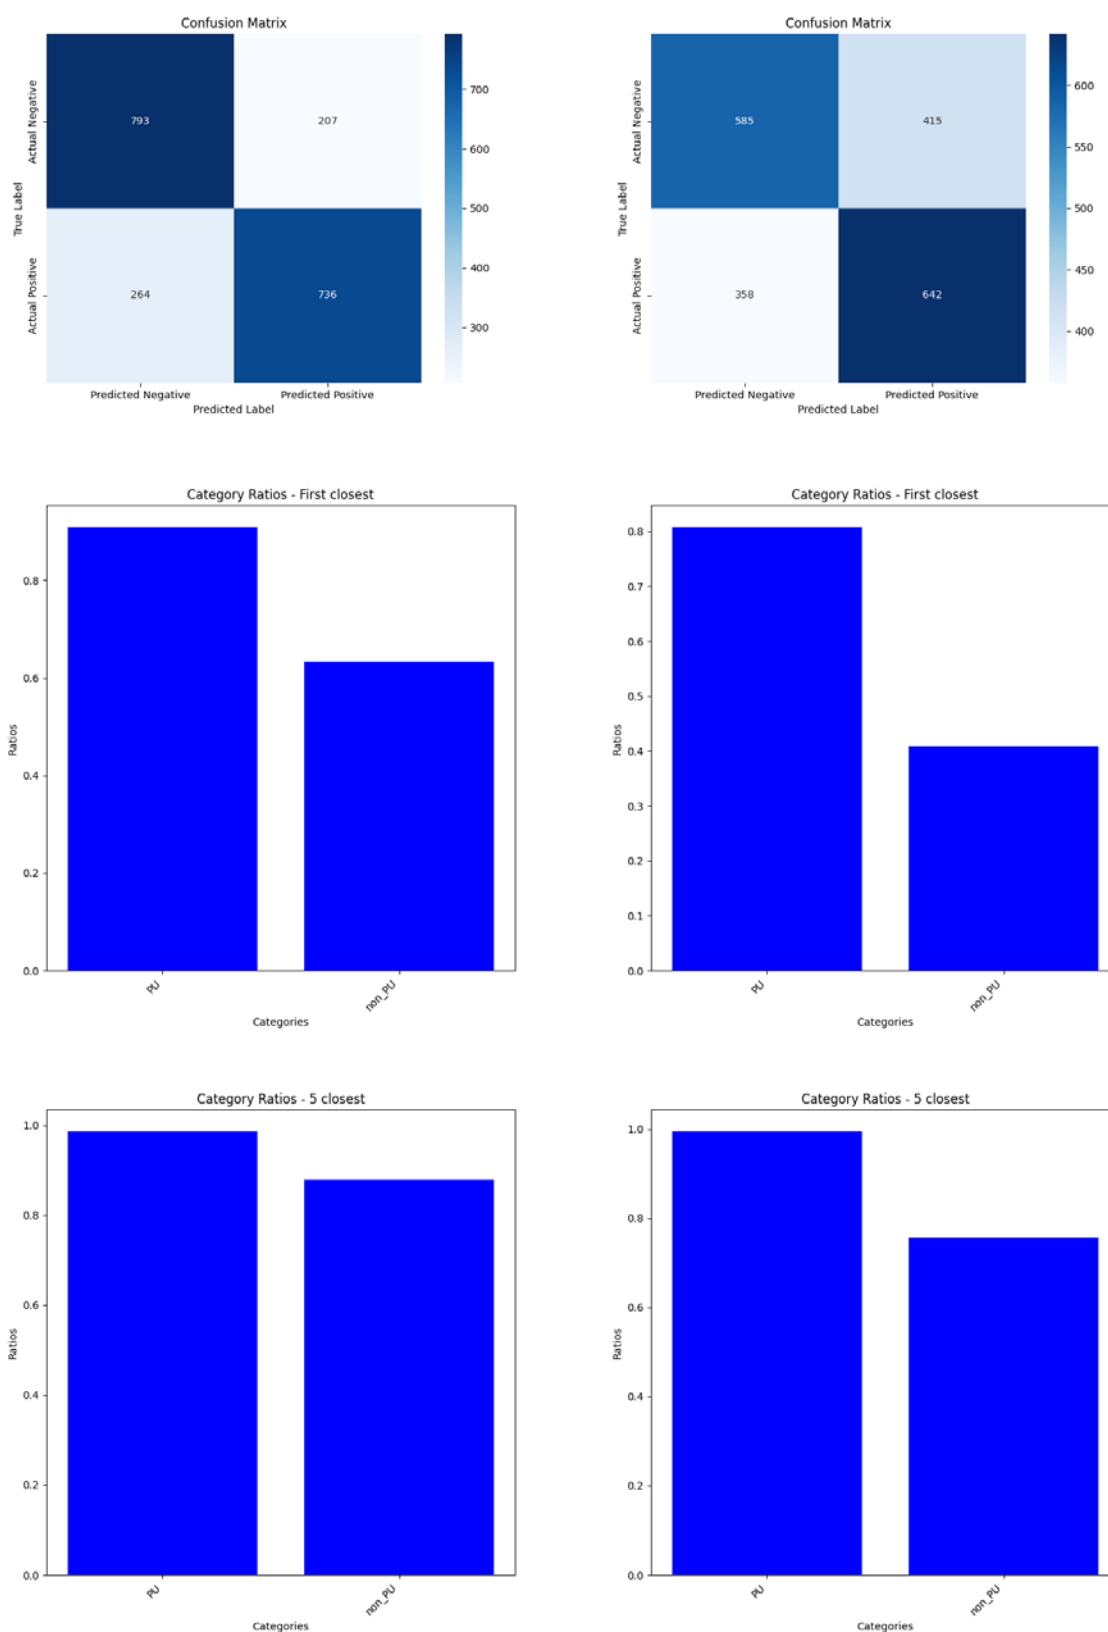 Confusion Matrix
Actual Negative
Actual Positive
True Label
793
207
264
736
700
600
500
400
300
Predicted Negative
Predicted Positive
Predicted Label
Confusion Matrix
Actual Negative
Actual Positive
True Label
585
415
358
642
600
550
500
450
400
Predicted Negative
Predicted Positive
Predicted Label
Category Ratios - First closest
Ratios
0.8
0.6
0.4
0.2
0.0
PU
non_PU
Categories
Category Ratios - First closest
Ratios
0.8
0.7
0.6
0.5
0.4
0.3
0.2
0.1
0.0
PU
non_PU
Categories
Category Ratios - 5 closest
Ratios
1.0
0.8
0.6
0.4
0.2
0.0
PU
non_PU
Categories
Category Ratios - 5 closest
Ratios
1.0
0.8
0.6
0.4
0.2
0.0
PU
non_PU
Categories